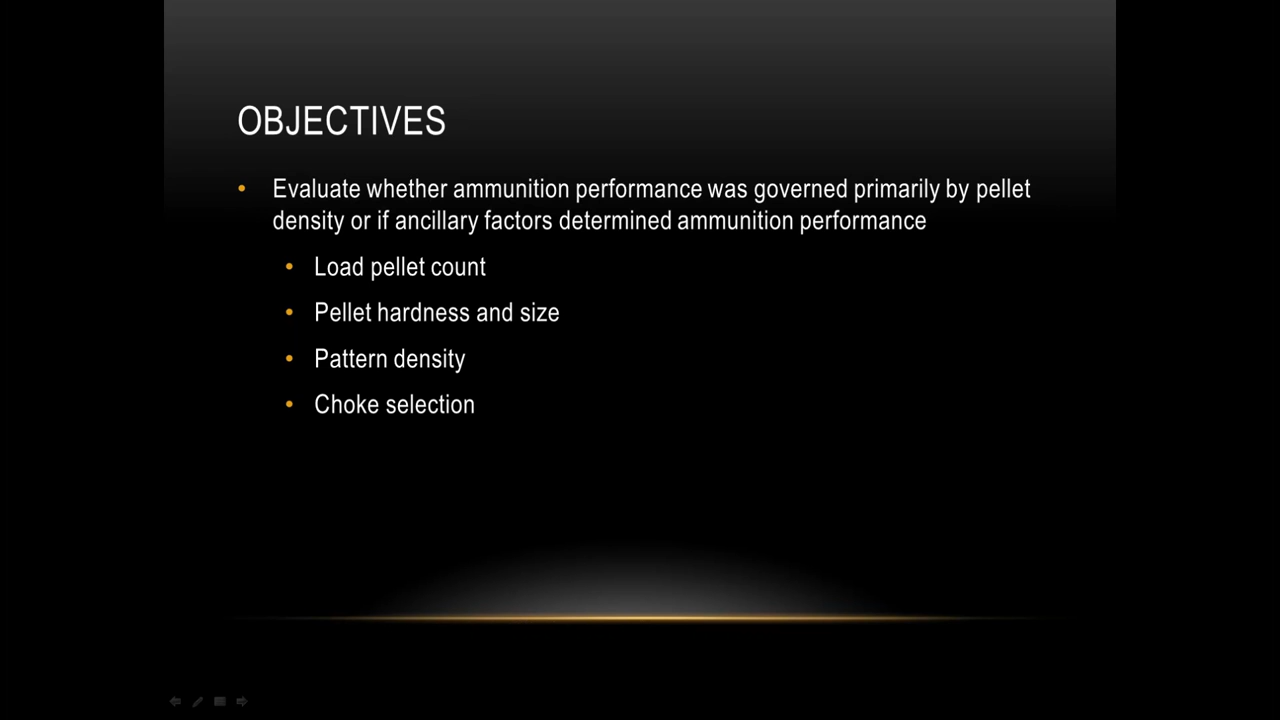 OBJECTIVES
• Evaluate whether ammunition performance was governed primarily by pellet
density or if ancillary factors determined ammunition performance
• Load pellet count
• Pellet hardness and size
• Pattern density
• Choke selection